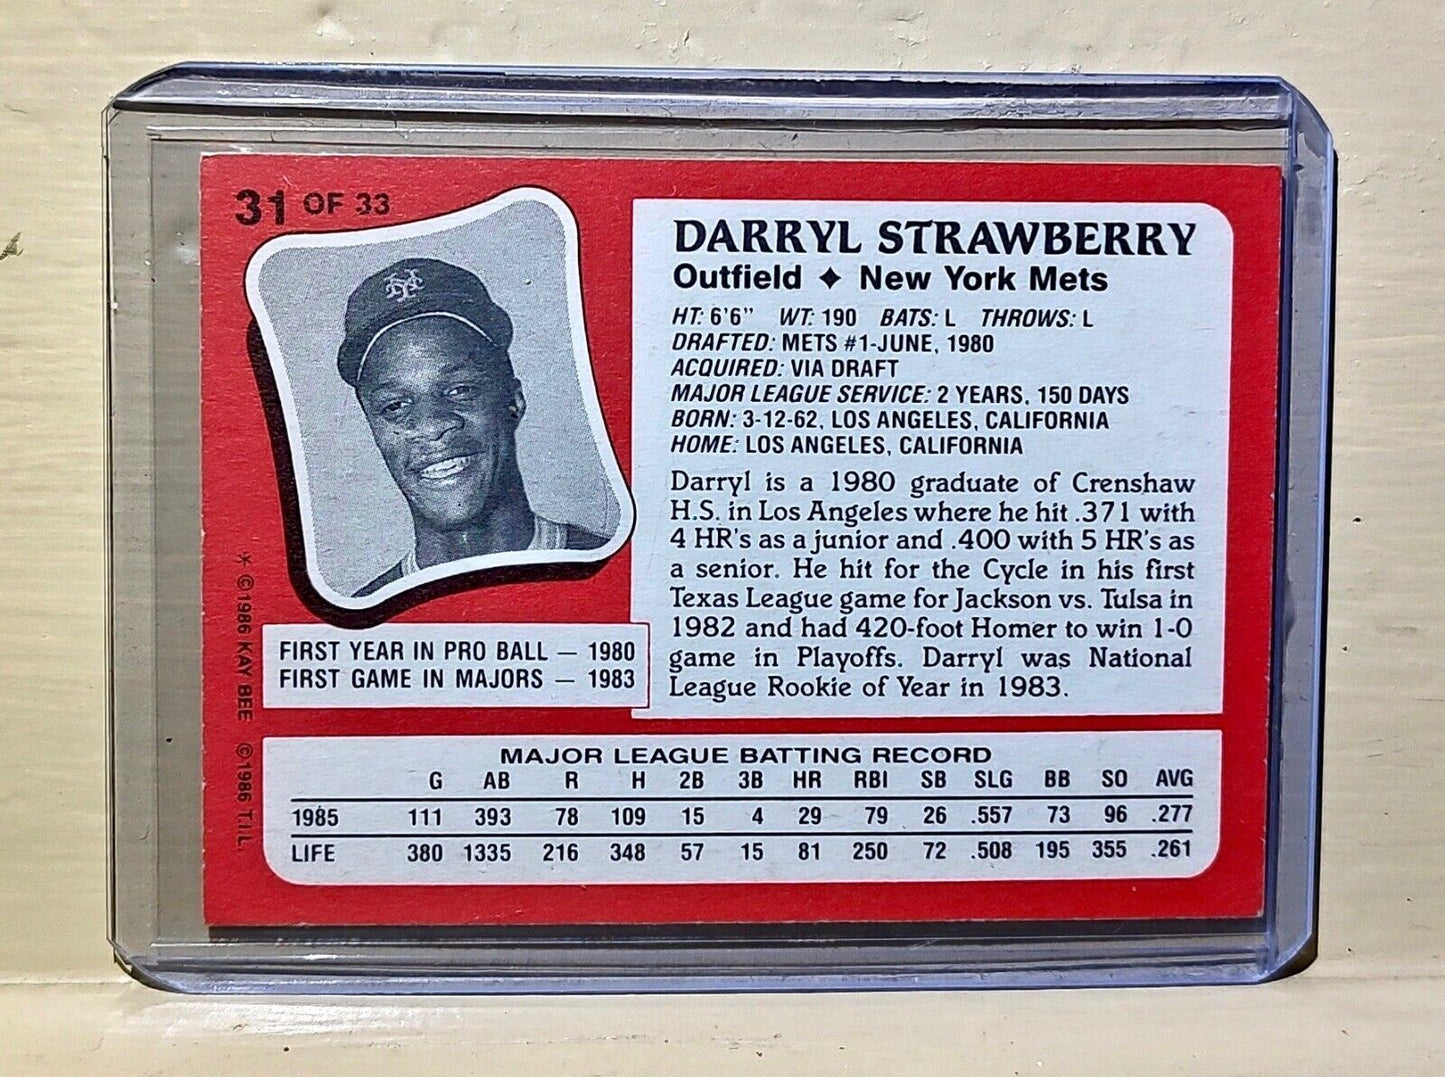 31 OF 33
DARRYL STRAWBERRY
Outfield ✦ New York Mets
HT: 6'6" WT: 190 BATS: L THROWS: L
DRAFTED: METS #1-JUNE, 1980
ACQUIRED: VIA DRAFT
MAJOR LEAGUE SERVICE: 2 YEARS, 150 DAYS
BORN: 3-12-62, LOS ANGELES, CALIFORNIA
HOME: LOS ANGELES, CALIFORNIA
Darryl is a 1980 graduate of Crenshaw
H.S. in Los Angeles where he hit .371 with
4 HR's as a junior and .400 with 5 HR's as
a senior. He hit for the Cycle in his first
Texas League game for Jackson vs. Tulsa in
1982 and had 420-foot Homer to win 1-0
game in Playoffs. Darryl was National
League Rookie of Year in 1983.
NY
FIRST YEAR IN PRO BALL — 1980
FIRST GAME IN MAJORS — 1983
* ©1986 KAY BEE ©1986 T.I.L.
MAJOR LEAGUE BATTING RECORD
G AB R H 2B 3B HR RBI SB SLG BB SO AVG
1985 111 393 78 109 15 4 29 79 26 .557 73 96 .277
LIFE 380 1335 216 348 57 15 81 250 72 .508 195 355 .261